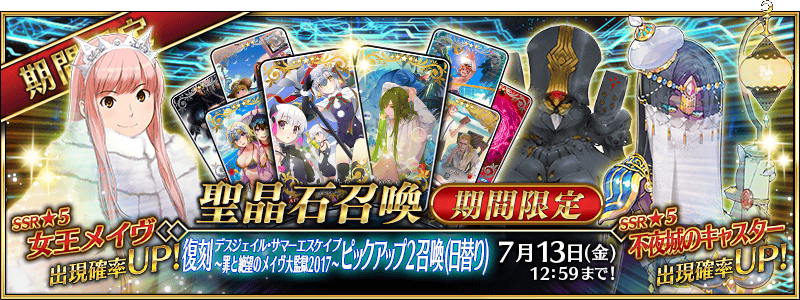 期間限定
聖晶石召喚
期間限定
SSR★5
女王メイヴ
出現確率UP!
復刻 デスジェイル・サマーエスケイプ
～罪と絶望のメイヴ大監獄2017～
ピックアップ2召喚(日替り)
7月13日(金)
12:59まで!
SSR★5
不夜城のキャスター
出現確率UP!